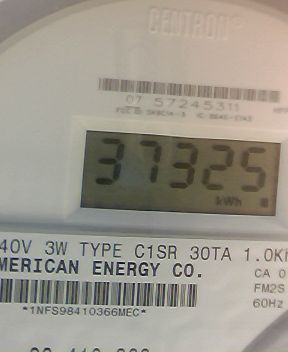 CENTRON®
07 57245311
37325
kWh
40V 3W TYPE C1SR 30TA 1.0Kh
MERICAN ENERGY CO.
CA 0
FM2S
60Hz
*1NFS98410366MEC*